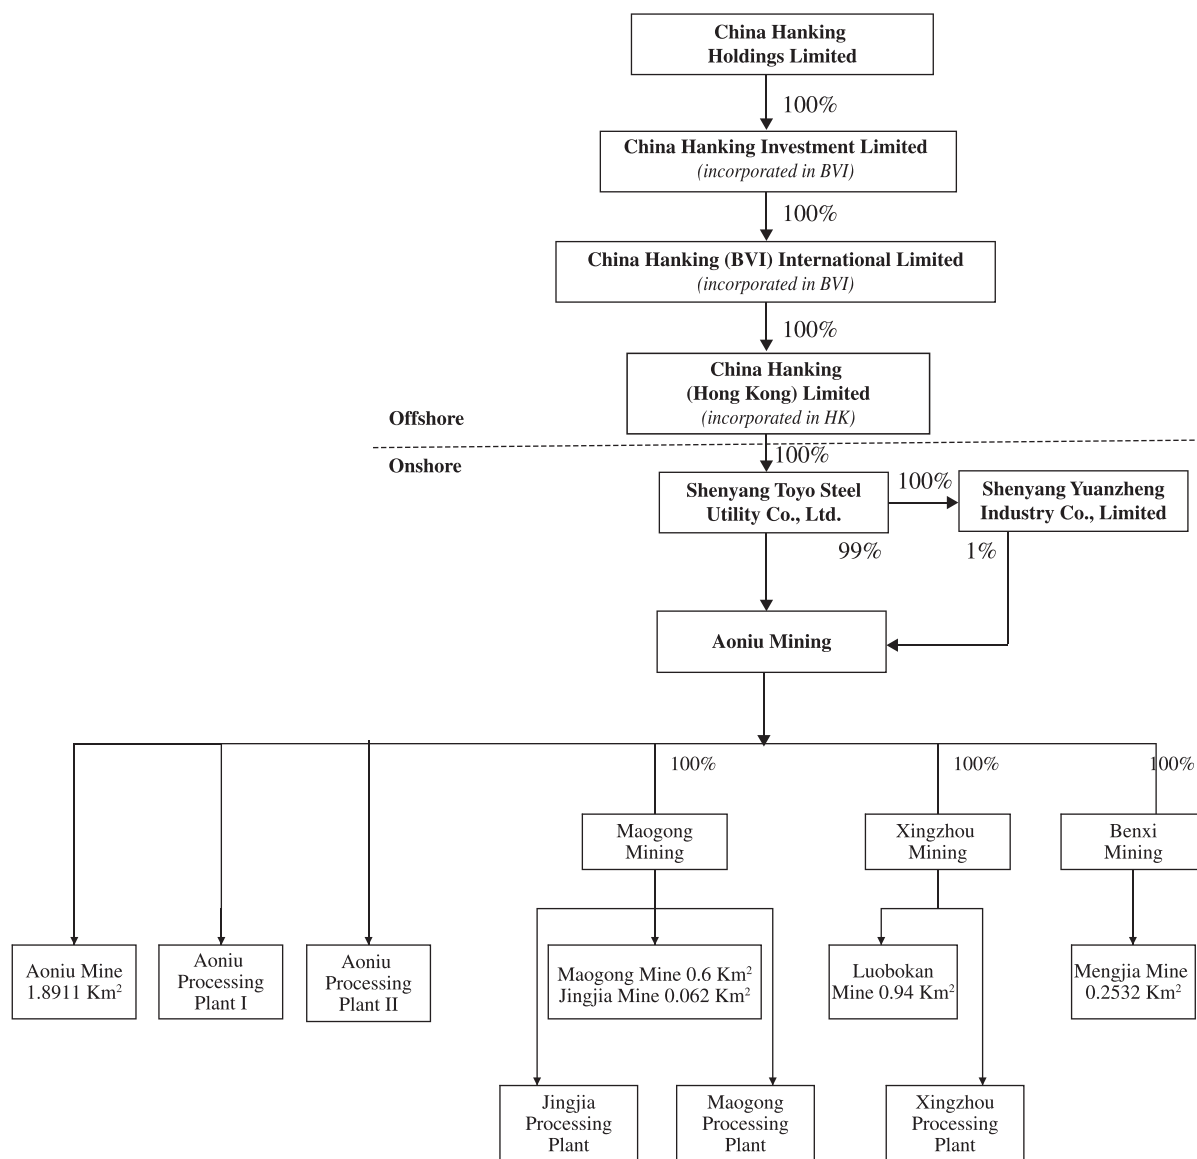 China Hanking
Holdings Limited
100%
China Hanking Investment Limited
(incorporated in BVI)
100%
China Hanking (BVI) International Limited
(incorporated in BVI)
100%
China Hanking
(Hong Kong) Limited
(incorporated in HK)
Offshore
Onshore
100%
Shenyang Toyo Steel
Utility Co., Ltd.
100%
Shenyang Yuanzheng
Industry Co., Limited
99%
1%
Aoniu Mining
100%
100%
100%
Maogong
Mining
Xingzhou
Mining
Benxi
Mining
Aoniu Mine
1.8911 Km²
Aoniu
Processing
Plant I
Aoniu
Processing
Plant II
Maogong Mine 0.6 Km²
Jingjia Mine 0.062 Km²
Luobokan
Mine 0.94 Km²
Mengjia Mine
0.2532 Km²
Jingjia
Processing
Plant
Maogong
Processing
Plant
Xingzhou
Processing
Plant